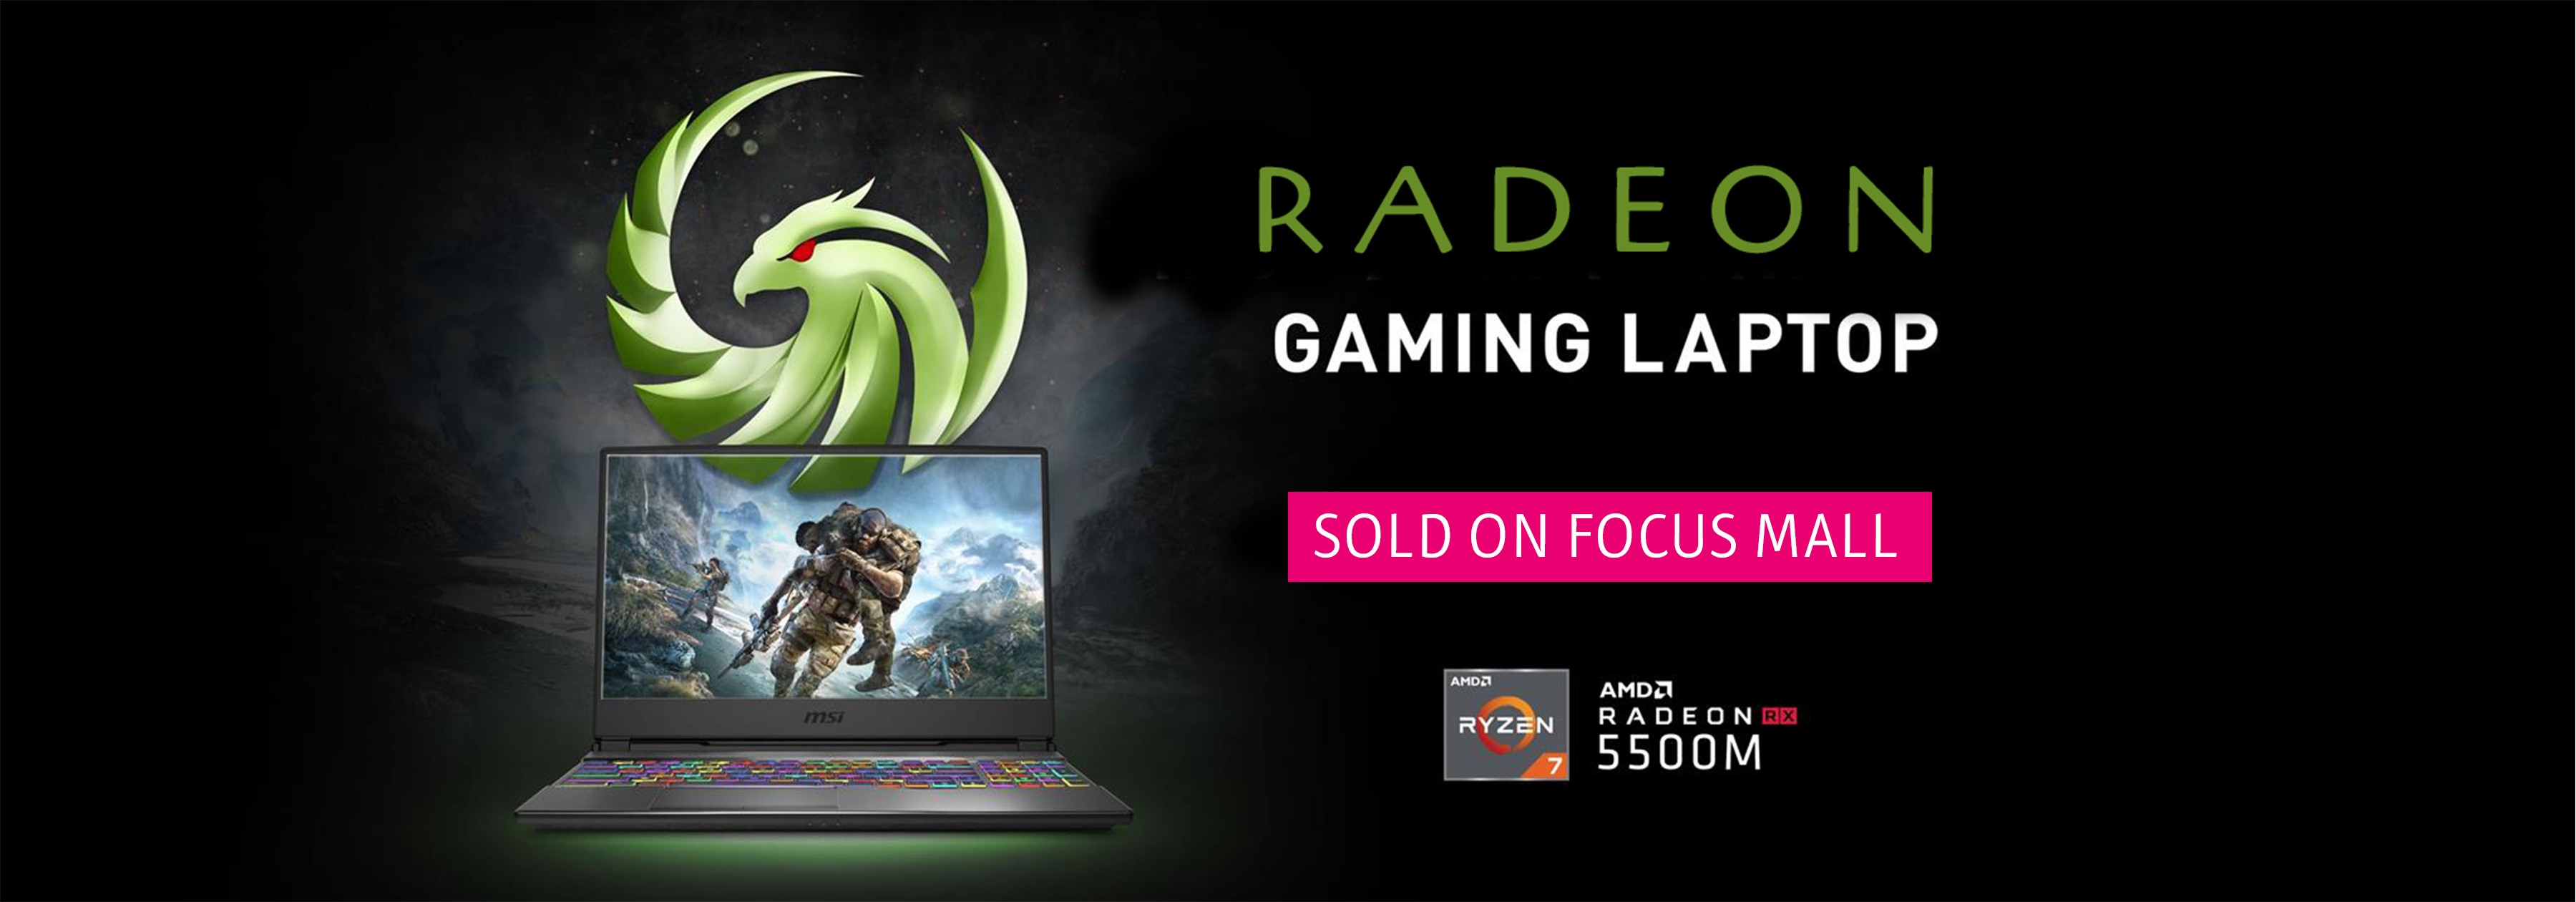 RADEON
GAMING LAPTOP
SOLD ON FOCUS MALL
msi
AMD
RYZEN
7
AMD
RADEON RX
5500M